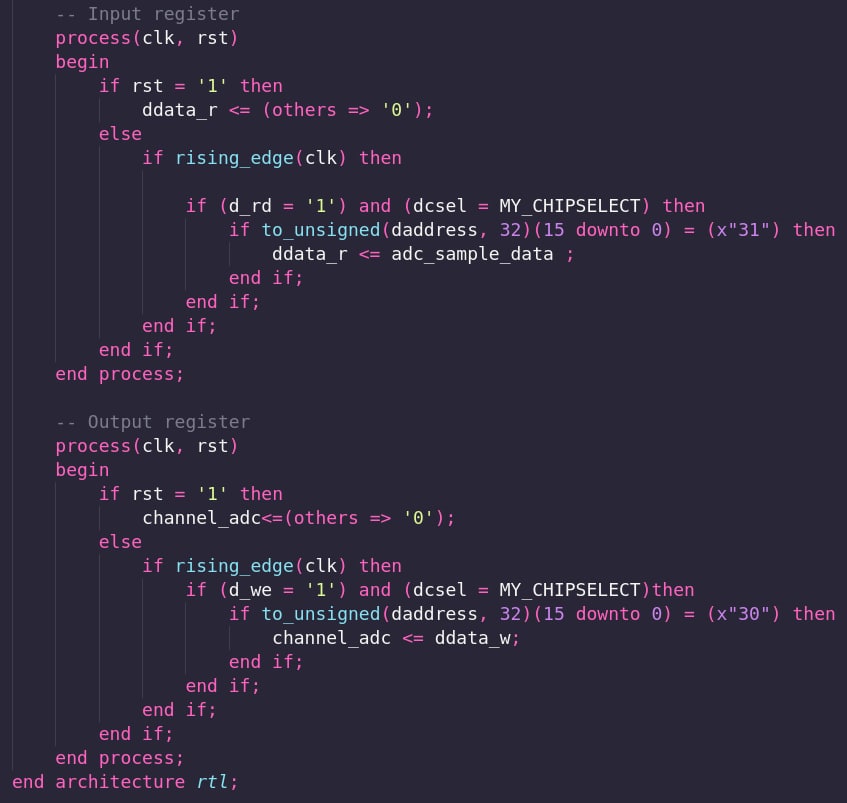 -- Input register
process(clk, rst)
begin
if rst = '1' then
ddata_r <= (others => '0');
else
if rising_edge(clk) then
if (d_rd = '1') and (dcsel = MY_CHIPSELECT) then
if to_unsigned(daddress, 32)(15 downto 0) = (x"31") then
ddata_r <= adc_sample_data ;
end if;
end if;
end if;
end if;
end process;
-- Output register
process(clk, rst)
begin
if rst = '1' then
channel_adc<=(others => '0');
else
if rising_edge(clk) then
if (d_we = '1') and (dcsel = MY_CHIPSELECT)then
if to_unsigned(daddress, 32)(15 downto 0) = (x"30") then
channel_adc <= ddata_w;
end if;
end if;
end if;
end if;
end process;
end architecture rtl;